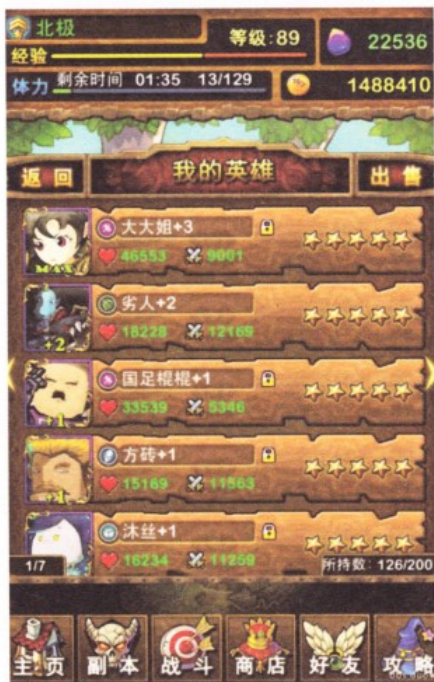 北极
等级:89
22536
经验
体力 剩余时间 01:35 13/129
1488410
返回
我的英雄
出售
大大姐+3
MAX
46553 9001
劣人+2
+2
18228 12169
国足棍棍+1
+1
33539 5346
方砖+1
+1
15169 11563
沐丝+1
16234 11259
1/7
所持数: 126/200
主页 副本 战斗 商店 好友 攻略